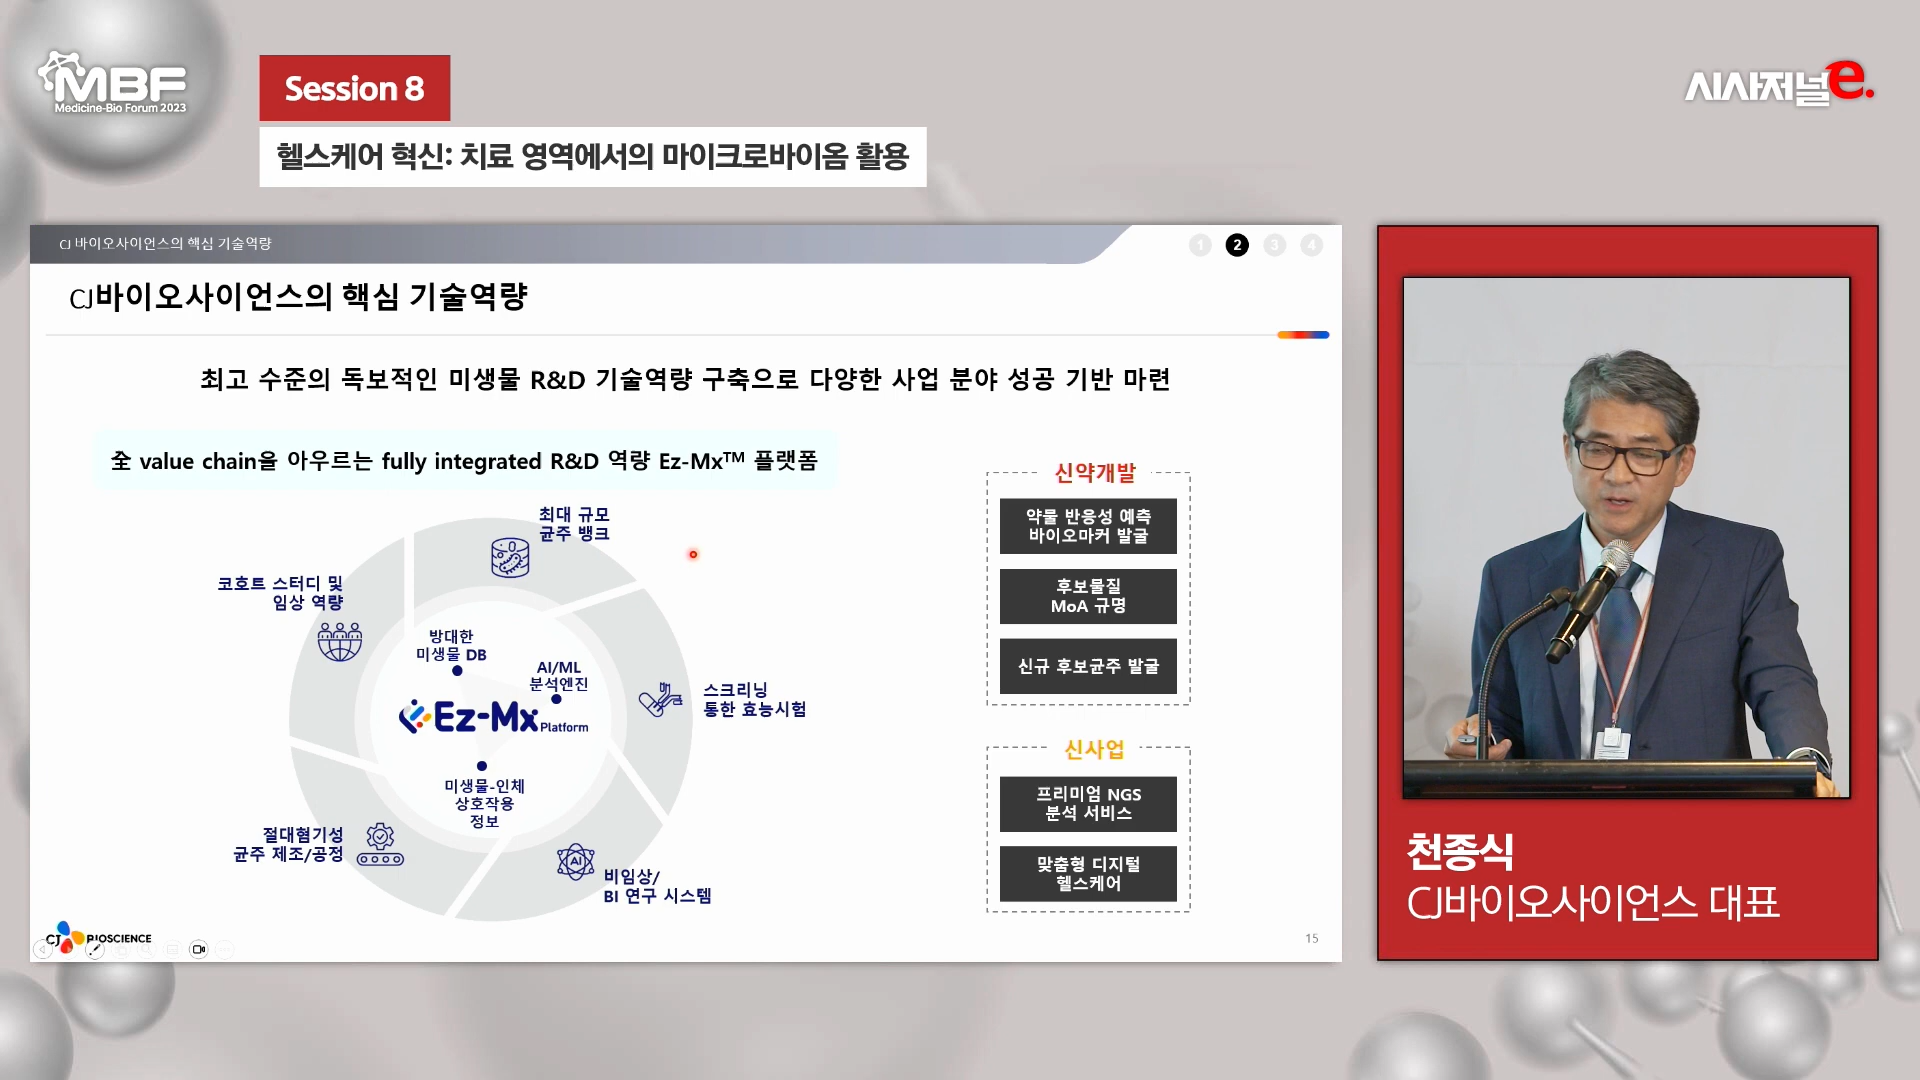 MBF
Medicine-Bio Forum 2023
Session 8
헬스케어 혁신: 치료 영역에서의 마이크로바이옴 활용
시사저널e.
CJ 바이오사이언스의 핵심 기술역량
1 2 3 4
CJ바이오사이언스의 핵심 기술역량
최고 수준의 독보적인 미생물 R&D 기술역량 구축으로 다양한 사업 분야 성공 기반 마련
全 value chain을 아우르는 fully integrated R&D 역량 Ez-Mx™ 플랫폼
최대 규모
균주 뱅크
코호트 스터디 및
임상 역량
방대한
미생물 DB
AI/ML
분석엔진
Ez-Mx Platform
스크리닝
통한 효능시험
미생물-인체
상호작용
정보
절대혐기성
균주 제조/공정
AI
비임상/
BI 연구 시스템
신약개발
약물 반응성 예측
바이오마커 발굴
후보물질
MoA 규명
신규 후보균주 발굴
신사업
프리미엄 NGS
분석 서비스
맞춤형 디지털
헬스케어
CJ BIOSCIENCE
15
천종식
CJ바이오사이언스 대표